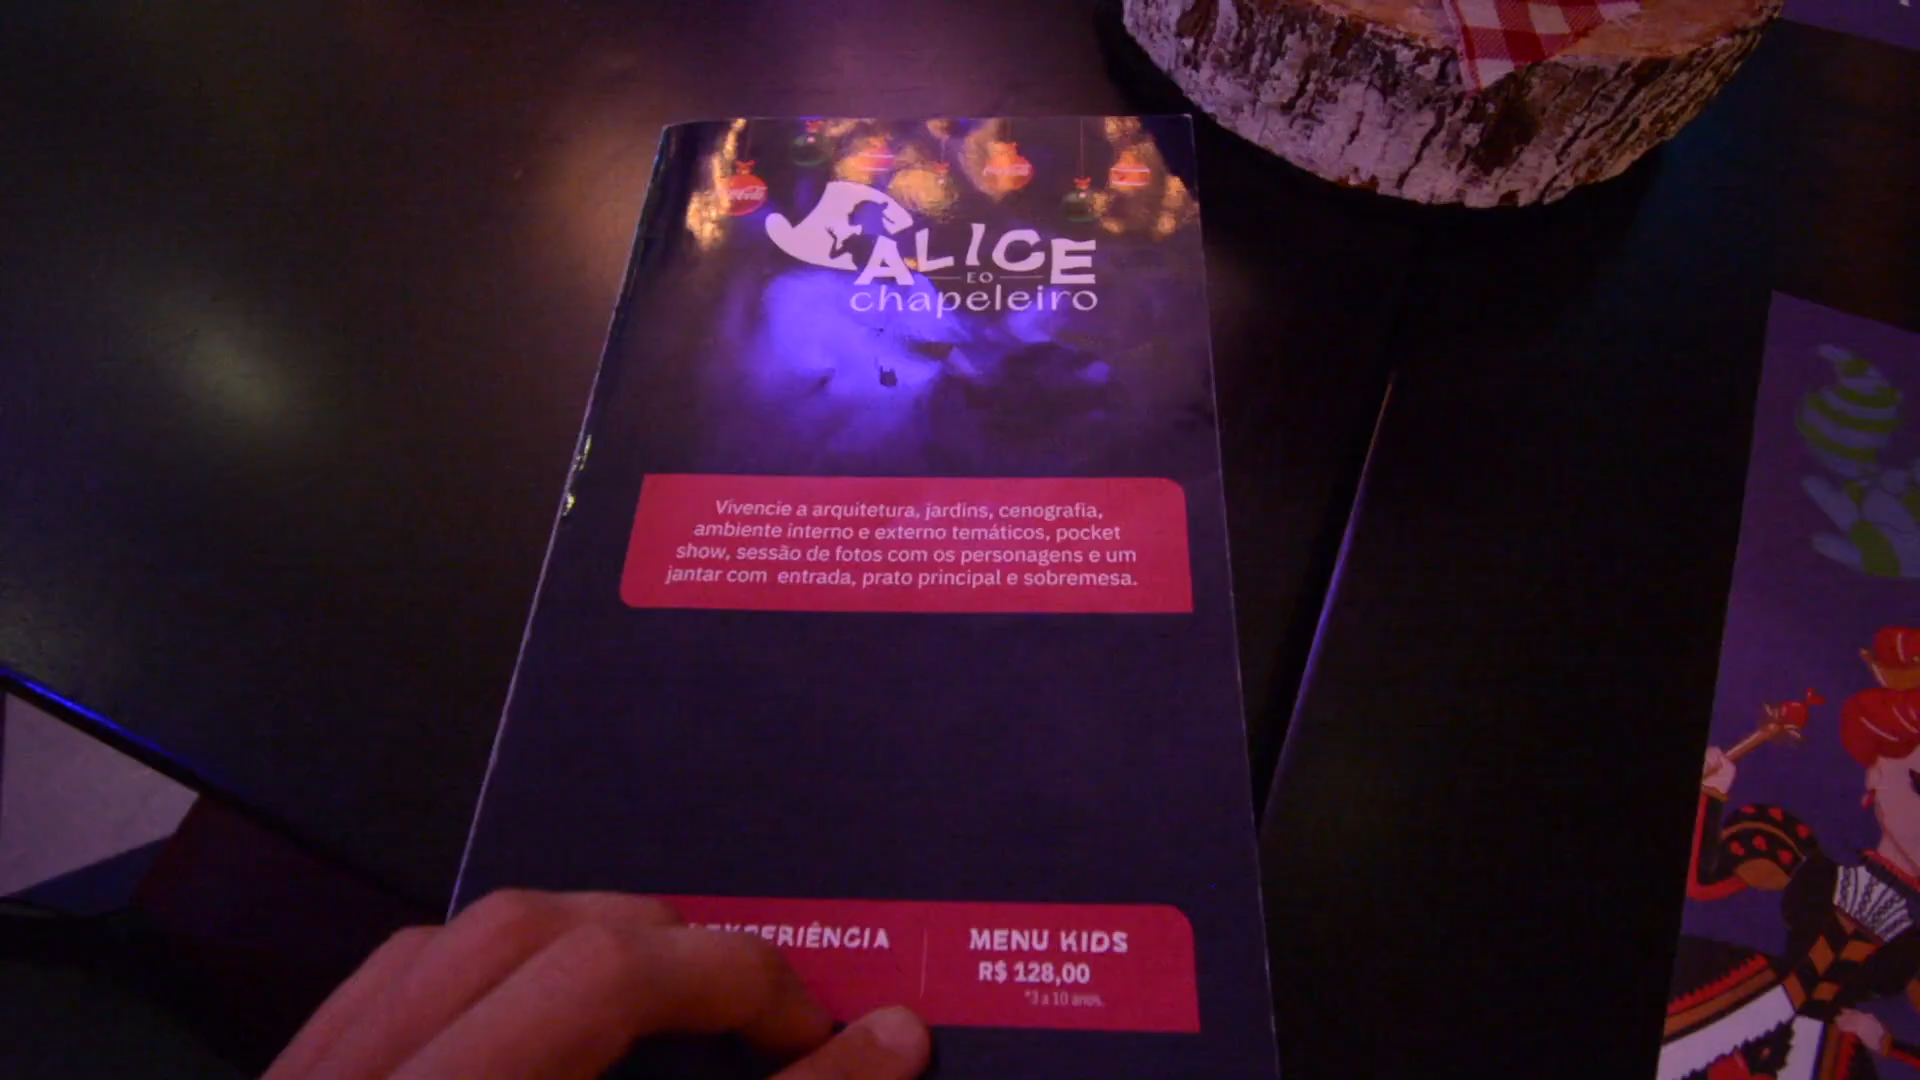 ALICE
EO
chapeleiro
Vivencie a arquitetura, jardins, cenografia,
ambiente interno e externo temáticos, pocket
show, sessão de fotos com os personagens e um
jantar com entrada, prato principal e sobremesa.
EXPERIÊNCIA
MENU KIDS
R$ 128,00
*3 a 10 anos.